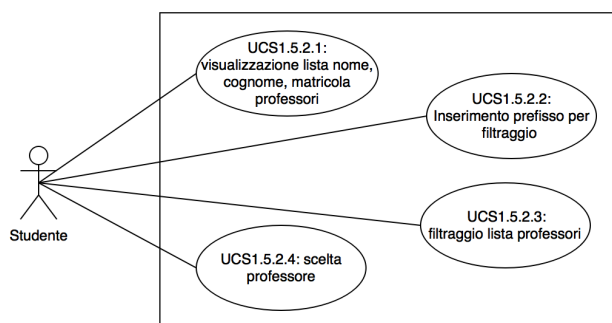 UCS1.5.2.1:
visualizzazione lista nome,
cognome, matricola
professori
UCS1.5.2.2:
Inserimento prefisso per
filtraggio
UCS1.5.2.3:
filtraggio lista professori
Studente
UCS1.5.2.4: scelta
professore